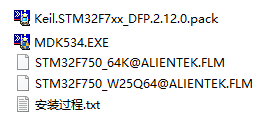 Keil.STM32F7xx_DFP.2.12.0.pack
MDK534.EXE
STM32F750_64K@ALIENTEK.FLM
STM32F750_W25Q64@ALIENTEK.FLM
安装过程.txt